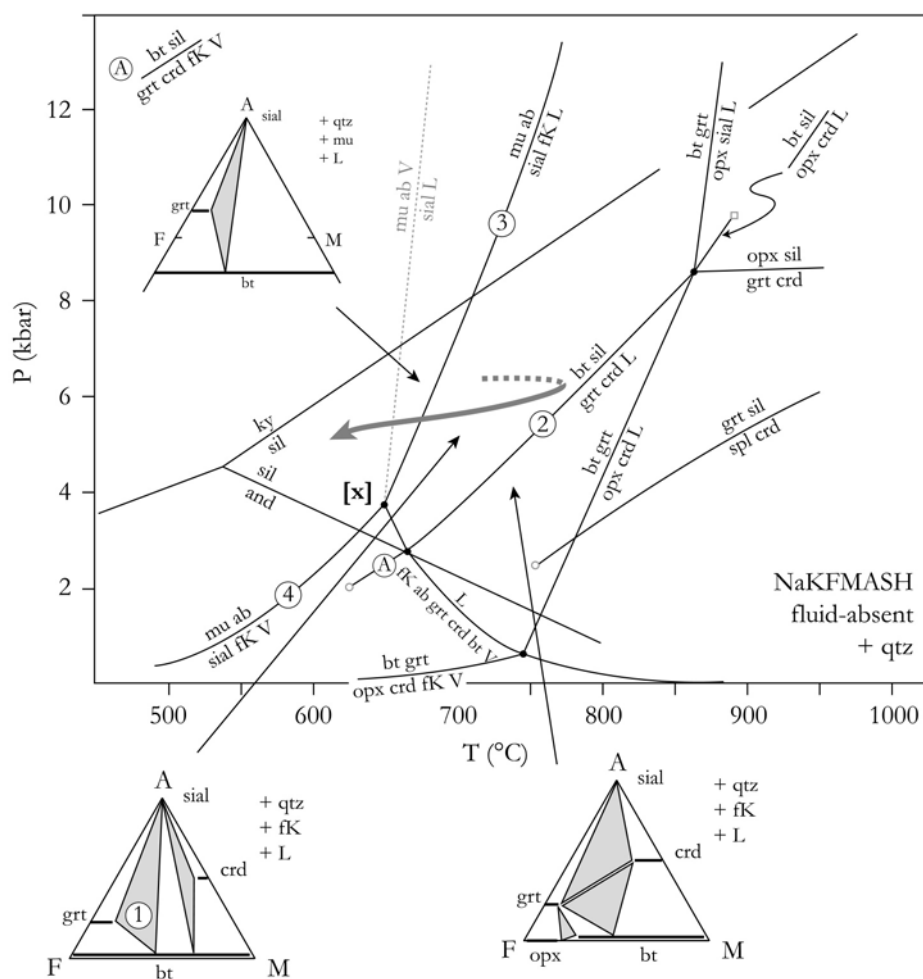 12
10
8
6
4
2
P (kbar)
500
600
700
800
900
1000
T (°C)
A
bt sil
grt crd fK V
A
sial
+ qtz
+ mu
+ L
grt
F
M
bt
mu ab V
sial L
mu ab
sial fK L
3
bt grt
opx sial L
bt sil
opx crd L
opx sil
grt crd
bt sil
grt crd L
2
bt grt
opx crd L
grt sil
spl crd
ky
sil
sil
and
[x]
A
4
mu ab
sial fK V
L
fK ab grt crd bt V
bt grt
opx crd fK V
NaKFMASH
fluid-absent
+ qtz
A
sial
+ qtz
+ fK
+ L
crd
grt
1
F
bt
M
A
sial
+ qtz
+ fK
+ L
crd
grt
F
opx
bt
M